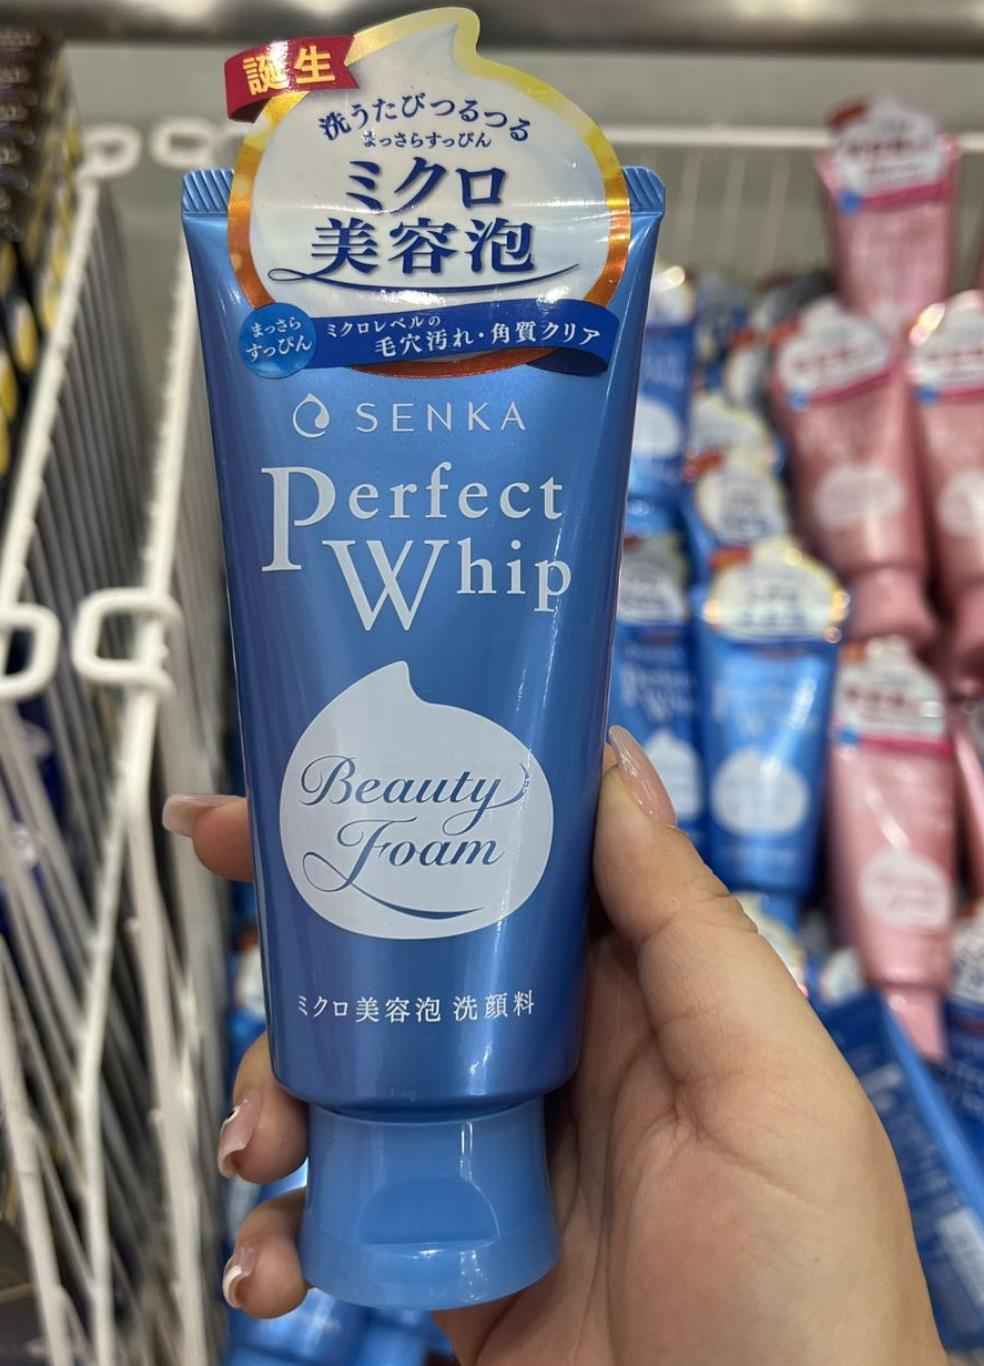 誕生
洗うたびつるつる
まっさらすっぴん
ミクロ
美容泡
まっさら
すっぴん
ミクロレベルの
毛穴汚れ・角質クリア
SENKA
Perfect
Whip
Beauty
Foam
ミクロ美容泡 洗顔料